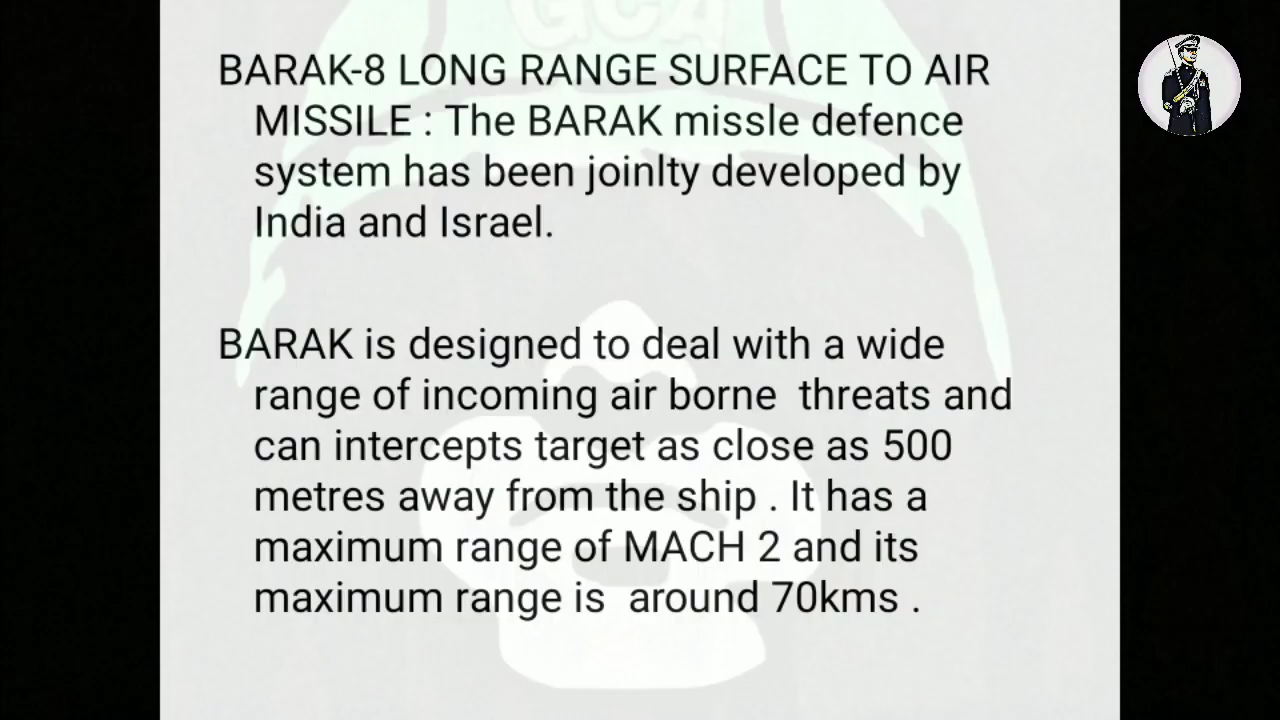 GCA
BARAK-8 LONG RANGE SURFACE TO AIR
MISSILE : The BARAK missle defence
system has been joinlty developed by
India and Israel.
BARAK is designed to deal with a wide
range of incoming air borne  threats and
can intercepts target as close as 500
metres away from the ship . It has a
maximum range of MACH 2 and its
maximum range is  around 70kms .